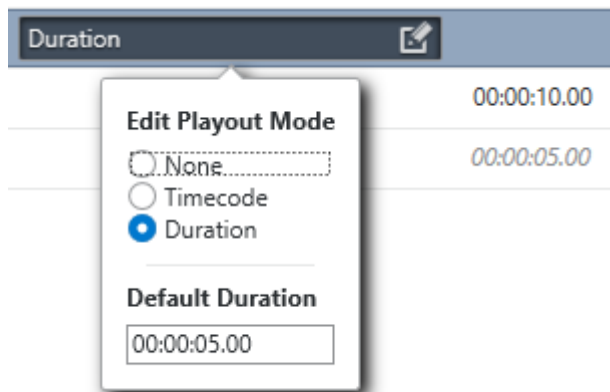 Duration
00:00:10.00
Edit Playout Mode
None
00:00:05.00
Timecode
Duration
Default Duration
00:00:05.00